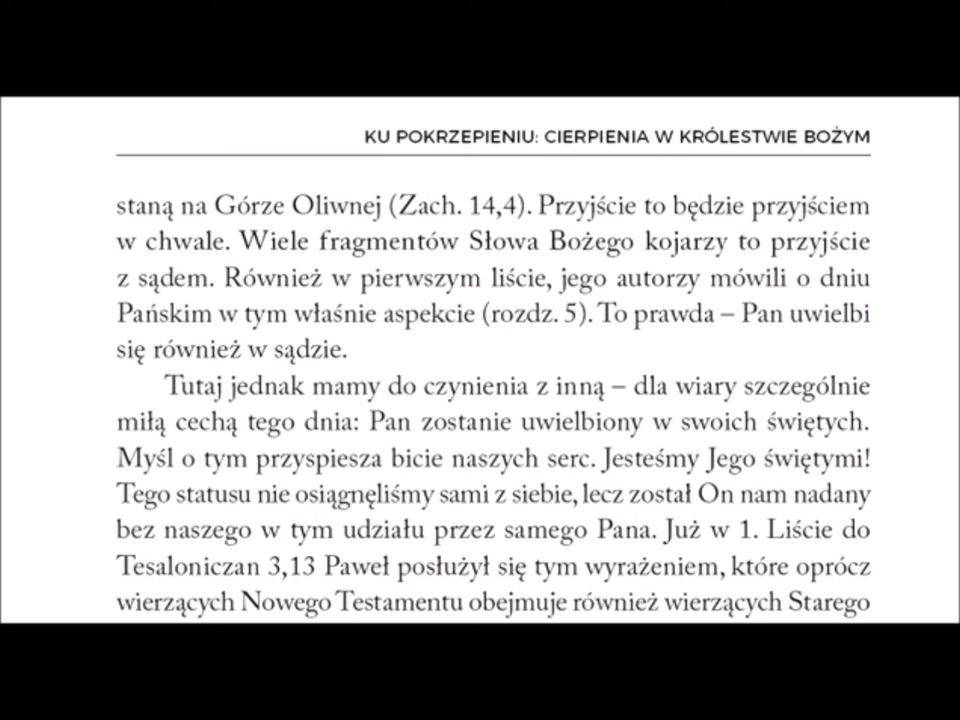 KU POKRZEPIENIU: CIERPIENIA W KRÓLESTWIE BOŻYM
staną na Górze Oliwnej (Zach. 14,4). Przyjście to będzie przyjściem
w chwale. Wiele fragmentów Słowa Bożego kojarzy to przyjście
z sądem. Również w pierwszym liście, jego autorzy mówili o dniu
Pańskim w tym właśnie aspekcie (rozdz. 5). To prawda – Pan uwielbi
się również w sądzie.
Tutaj jednak mamy do czynienia z inną – dla wiary szczególnie
miłą cechą tego dnia: Pan zostanie uwielbiony w swoich świętych.
Myśl o tym przyspiesza bicie naszych serc. Jesteśmy Jego świętymi!
Tego statusu nie osiągnęliśmy sami z siebie, lecz został On nam nadany
bez naszego w tym udziału przez samego Pana. Już w 1. Liście do
Tesaloniczan 3,13 Paweł posłużył się tym wyrażeniem, które oprócz
wierzących Nowego Testamentu obejmuje również wierzących Starego